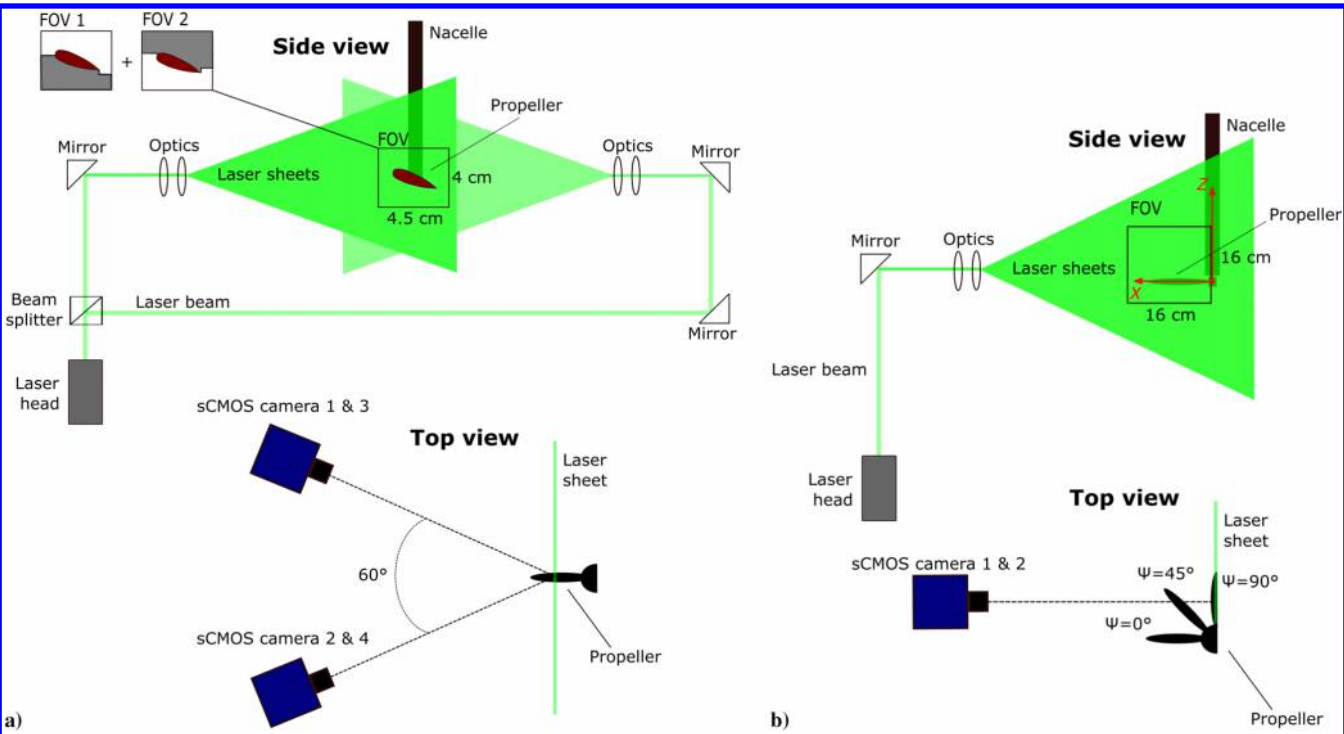 FOV 1
FOV 2
+
Side view
Nacelle
Propeller
Mirror
Optics
FOV
Laser sheets
4 cm
4.5 cm
Optics
Mirror
Beam
splitter
Laser beam
Mirror
Laser
head
sCMOS camera 1 & 3
Top view
Laser
sheet
60°
sCMOS camera 2 & 4
Propeller
a)
Side view
Nacelle
Z
FOV
Propeller
Mirror
Optics
Laser sheets
16 cm
X
16 cm
Laser beam
Laser
head
Top view
Laser
sheet
sCMOS camera 1 & 2
Ψ=45°
Ψ=90°
Ψ=0°
Propeller
b)